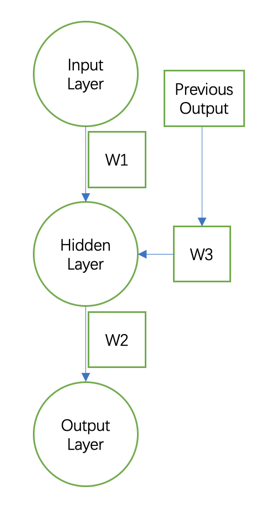 Input
Layer
Previous
Output
W1
Hidden
Layer
W3
W2
Output
Layer